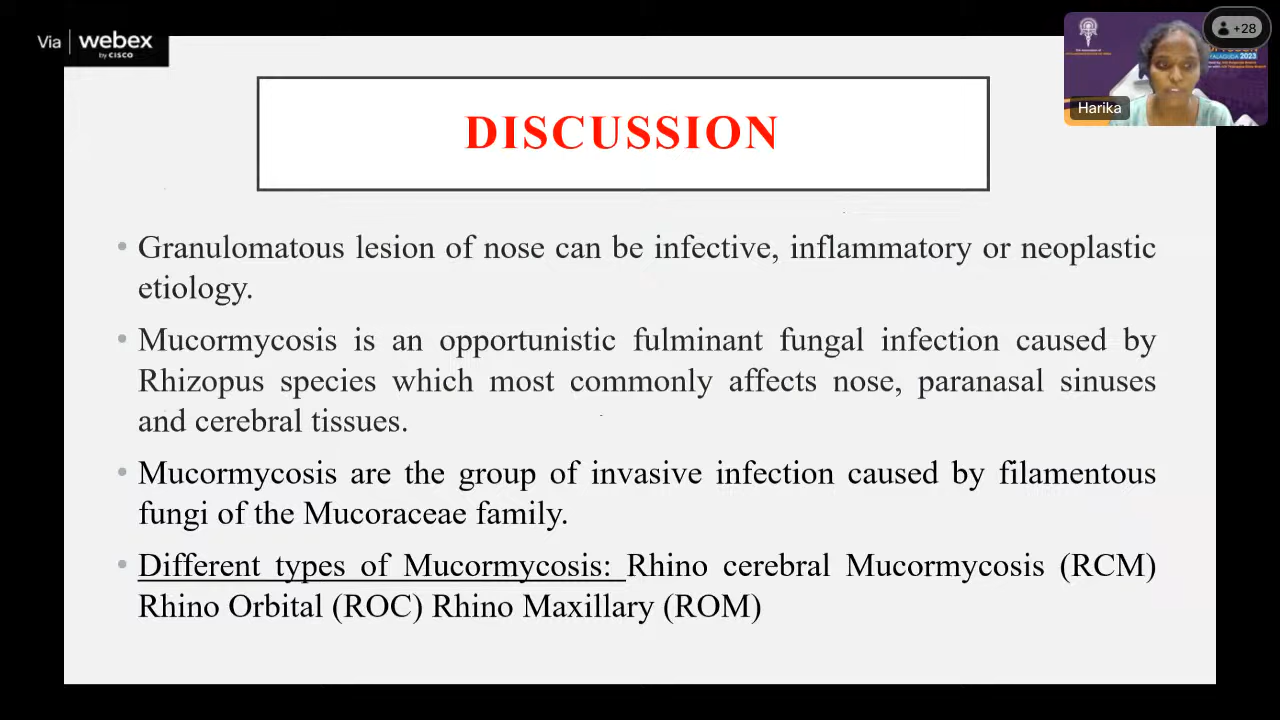 Via webex
by CISCO
+28
2023
Harika
DISCUSSION
• Granulomatous lesion of nose can be infective, inflammatory or neoplastic
etiology.
• Mucormycosis is an opportunistic fulminant fungal infection caused by
Rhizopus species which most commonly affects nose, paranasal sinuses
and cerebral tissues.
• Mucormycosis are the group of invasive infection caused by filamentous
fungi of the Mucoraceae family.
• Different types of Mucormycosis: Rhino cerebral Mucormycosis (RCM)
Rhino Orbital (ROC) Rhino Maxillary (ROM)